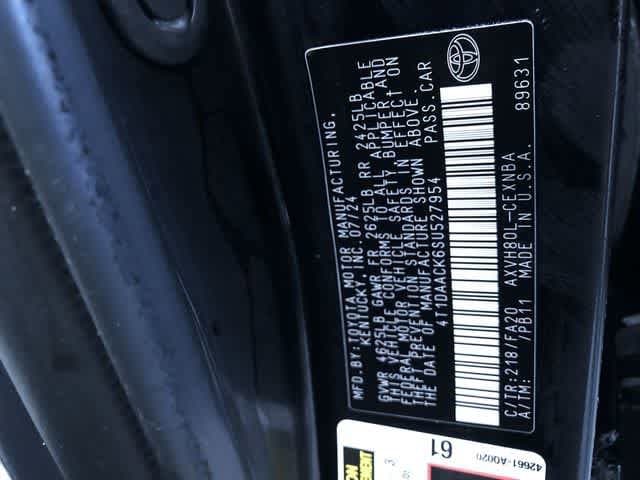 MFD.BY:TOYOTA MOTOR MANUFACTURING,
KENTUCKY, INC. 07/24
GVWR 4625LB GAWR FR 2625LB RR 2425LB
THIS VEHICLE CONFORMS TO ALL APPLICABLE
FEDERAL MOTOR VEHICLE SAFETY, BUMPER AND
THEFT PREVENTION STANDARDS IN EFFECT ON
THE DATE OF MANUFACTURE SHOWN ABOVE.
4T1DAACK6SU527954 PASS.CAR
C/TR:218/FA20 AXVH80L-CEXNBA
A/TM: /PB11 MADE IN U.S.A. 89631
42661-A0020
61